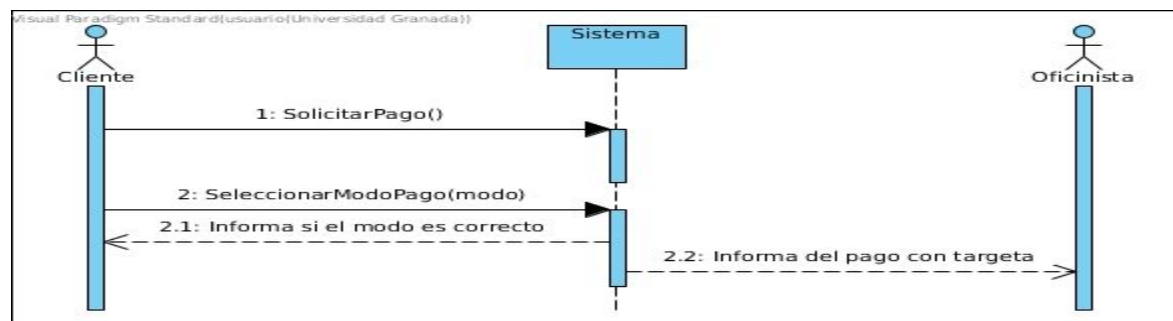 Visual Paradigm Standard(usuario(Universidad Granada))
Sistema
Cliente
Oficinista
1: SolicitarPago()
2: SeleccionarModoPago(modo)
2.1: Informa si el modo es correcto
2.2: Informa del pago con targeta